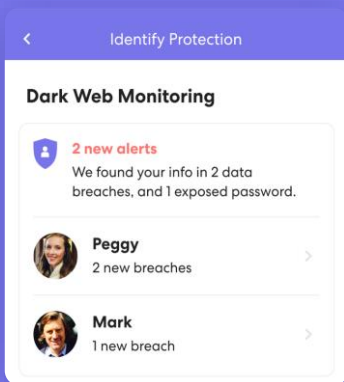 Identify Protection
Dark Web Monitoring
2 new alerts
We found your info in 2 data
breaches, and 1 exposed password.
Peggy
2 new breaches
Mark
1 new breach